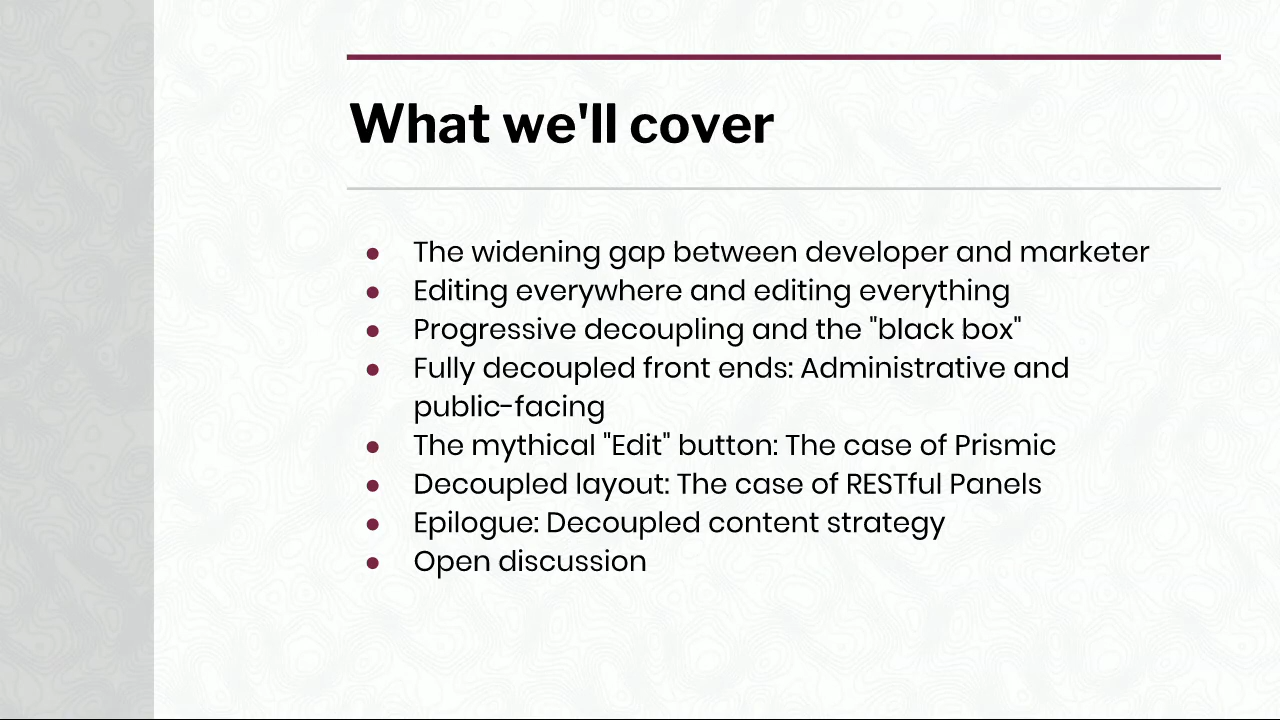 What we'll cover
● The widening gap between developer and marketer
● Editing everywhere and editing everything
● Progressive decoupling and the "black box"
● Fully decoupled front ends: Administrative and
public-facing
● The mythical "Edit" button: The case of Prismic
● Decoupled layout: The case of RESTful Panels
● Epilogue: Decoupled content strategy
● Open discussion